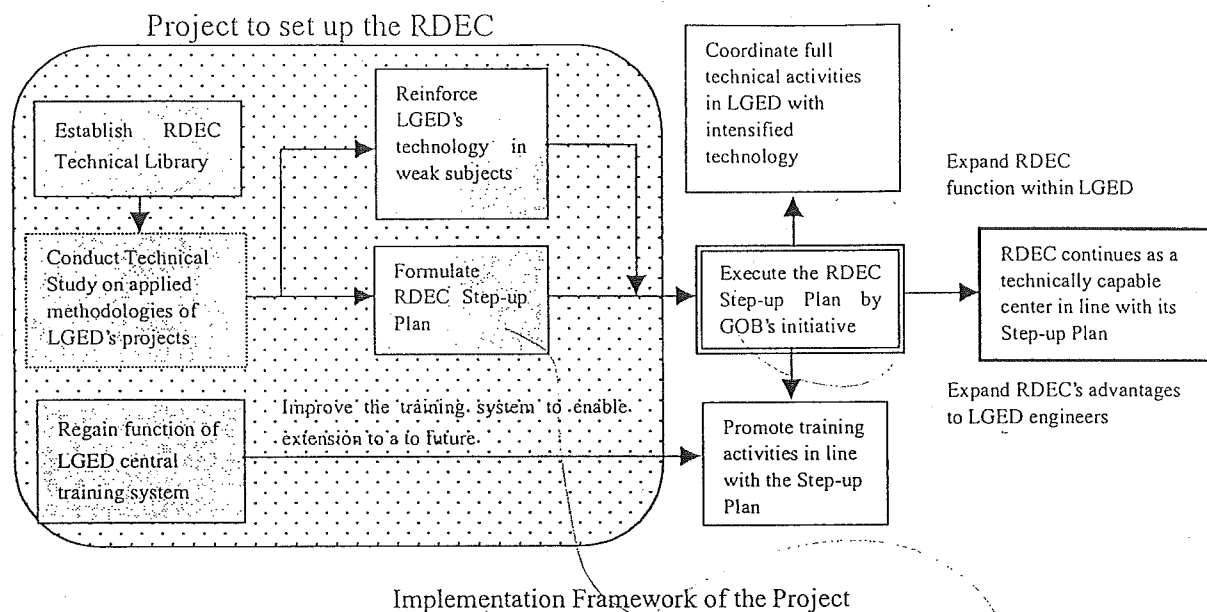 Project to set up the RDEC
Establish RDEC
Technical Library
Conduct Technical
Study on applied
methodologies of
LGED's projects
Regain function of
LGED central
training system
Reinforce
LGED's
technology in
weak subjects
Formulate
RDEC Step-up
Plan
Improve the training system to enable
extension to a to future
Coordinate full
technical activities
in LGED with
intensified
technology
Execute the RDEC
Step-up Plan by
GOB's initiative
Promote training
activities in line
with the Step-up
Plan
Expand RDEC
function within LGED
RDEC continues as a
technically capable
center in line with its
Step-up Plan
Expand RDEC's advantages
to LGED engineers
Implementation Framework of the Project